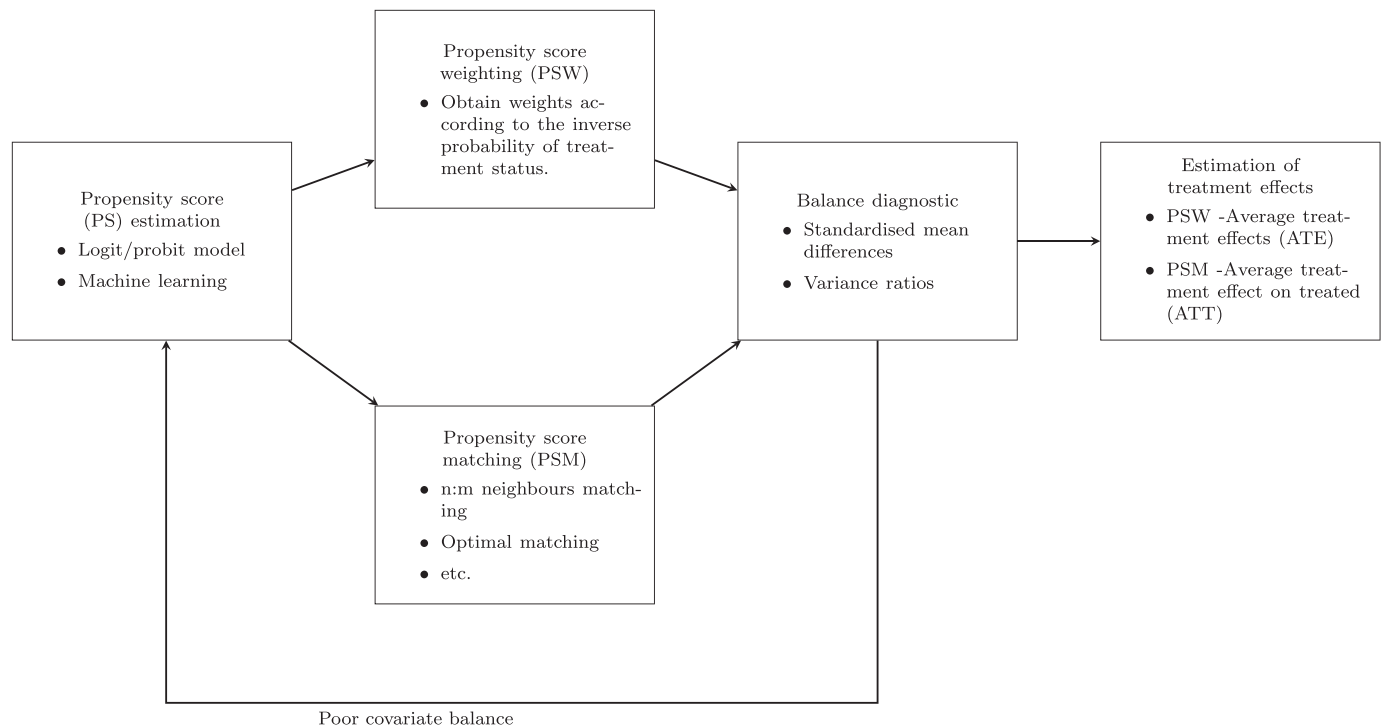 Propensity score
weighting (PSW)
• Obtain weights ac-
cording to the inverse
probability of treat-
ment status.
Propensity score
(PS) estimation
• Logit/probit model
• Machine learning
Balance diagnostic
• Standardised mean
differences
• Variance ratios
Estimation of
treatment effects
• PSW -Average treat-
ment effects (ATE)
• PSM -Average treat-
ment effect on treated
(ATT)
Propensity score
matching (PSM)
• n:m neighbours match-
ing
• Optimal matching
• etc.
Poor covariate balance